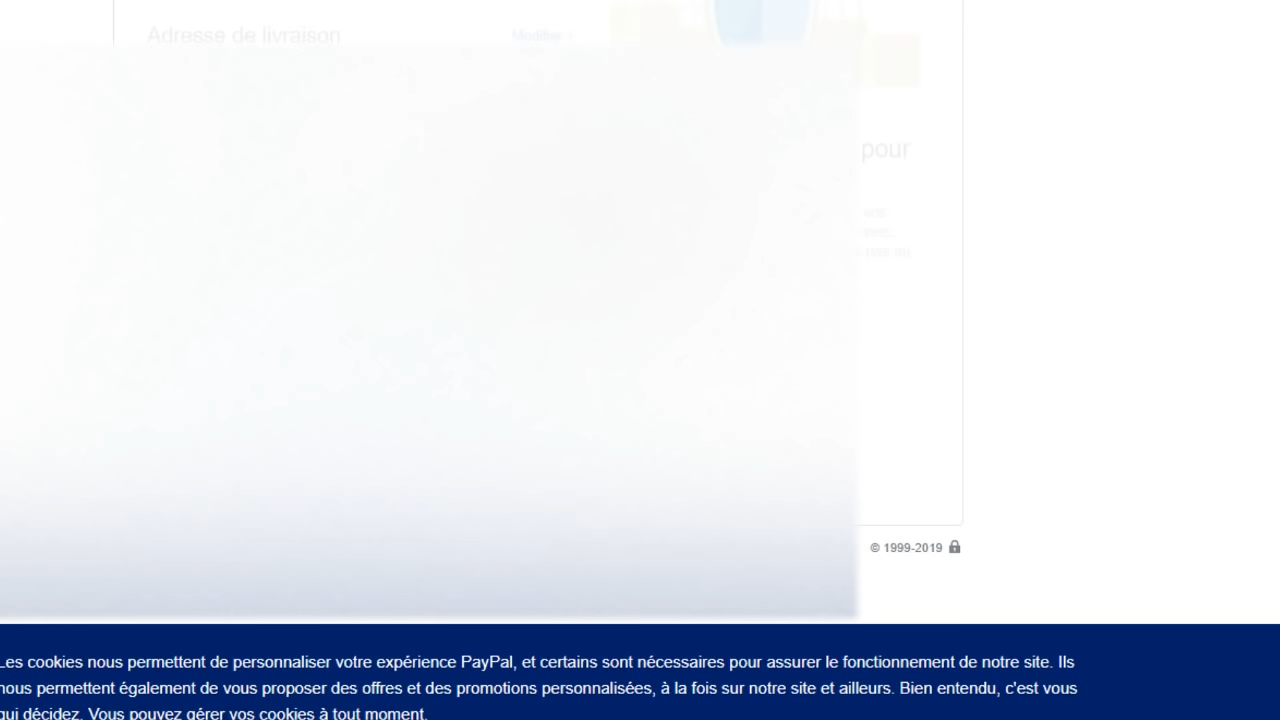 Adresse de livraison
Modifier
pour
© 1999-2019
Les cookies nous permettent de personnaliser votre expérience PayPal, et certains sont nécessaires pour assurer le fonctionnement de notre site. Ils
nous permettent également de vous proposer des offres et des promotions personnalisées, à la fois sur notre site et ailleurs. Bien entendu, c'est vous
qui décidez. Vous pouvez gérer vos cookies à tout moment.